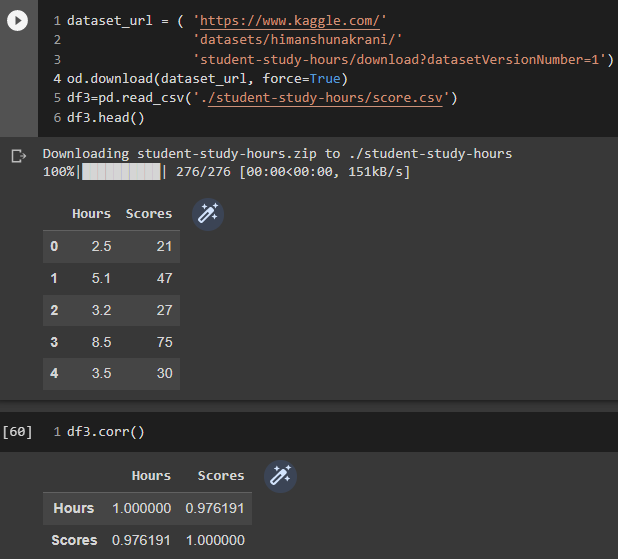 1 dataset_url = ( 'https://www.kaggle.com/'
2 'datasets/himanshunakrani/'
3 'student-study-hours/download?datasetVersionNumber=1')
4 od.download(dataset_url, force=True)
5 df3=pd.read_csv('./student-study-hours/score.csv')
6 df3.head()
Downloading student-study-hours.zip to ./student-study-hours
100%|██████████| 276/276 [00:00<00:00, 151kB/s]
Hours Scores
0 2.5 21
1 5.1 47
2 3.2 27
3 8.5 75
4 3.5 30
[60] 1 df3.corr()
Hours Scores
Hours 1.000000 0.976191
Scores 0.976191 1.000000